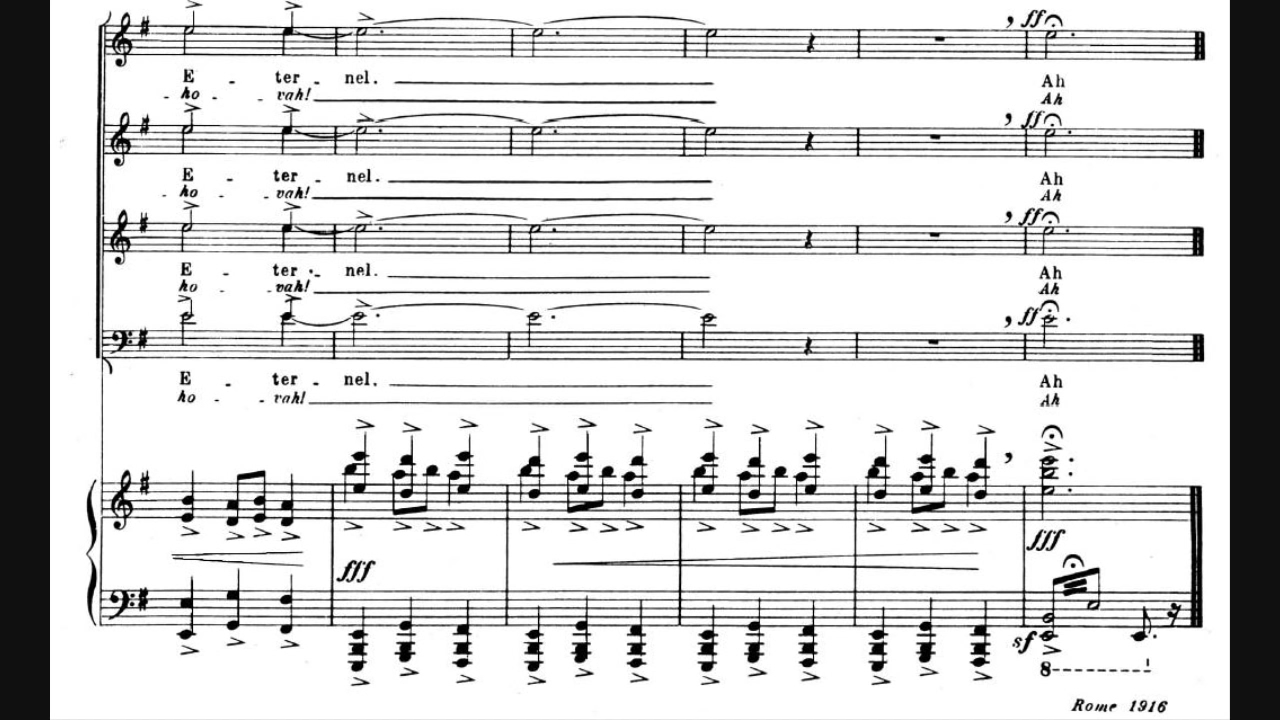 ff
E - ter - nel.
Ah
- ho - - vah!
Ah
ff
E - ter - nel.
Ah
- ho - - vah!
Ah
ff
E - ter - nel.
Ah
ho - - vah!
Ah
ff
E - ter - nel.
Ah
ho - - vah!
Ah
fff
fff
sf
8
Rome 1916